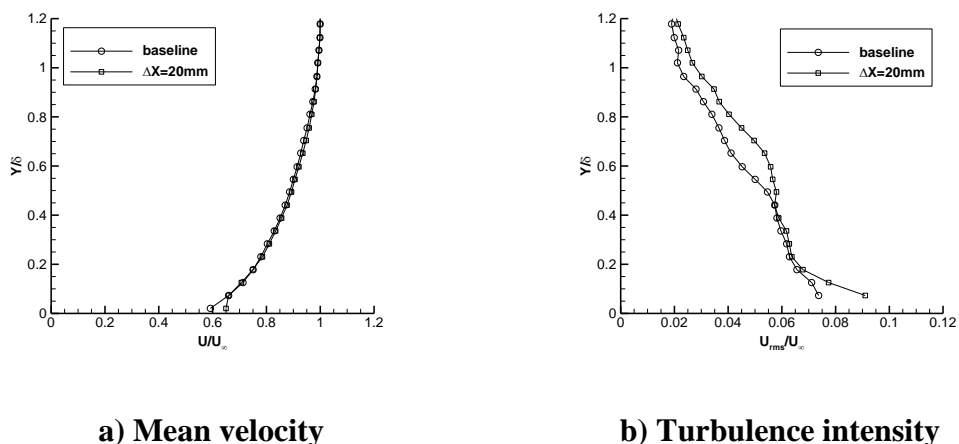 baseline
ΔX=20mm
Y/δ
1.2
1
0.8
0.6
0.4
0.2
0
0
0.2
0.4
0.6
0.8
1
1.2
U/U∞
a) Mean velocity
baseline
ΔX=20mm
Y/δ
1.2
1
0.8
0.6
0.4
0.2
0
0
0.02
0.04
0.06
0.08
0.1
0.12
Urms/U∞
b) Turbulence intensity